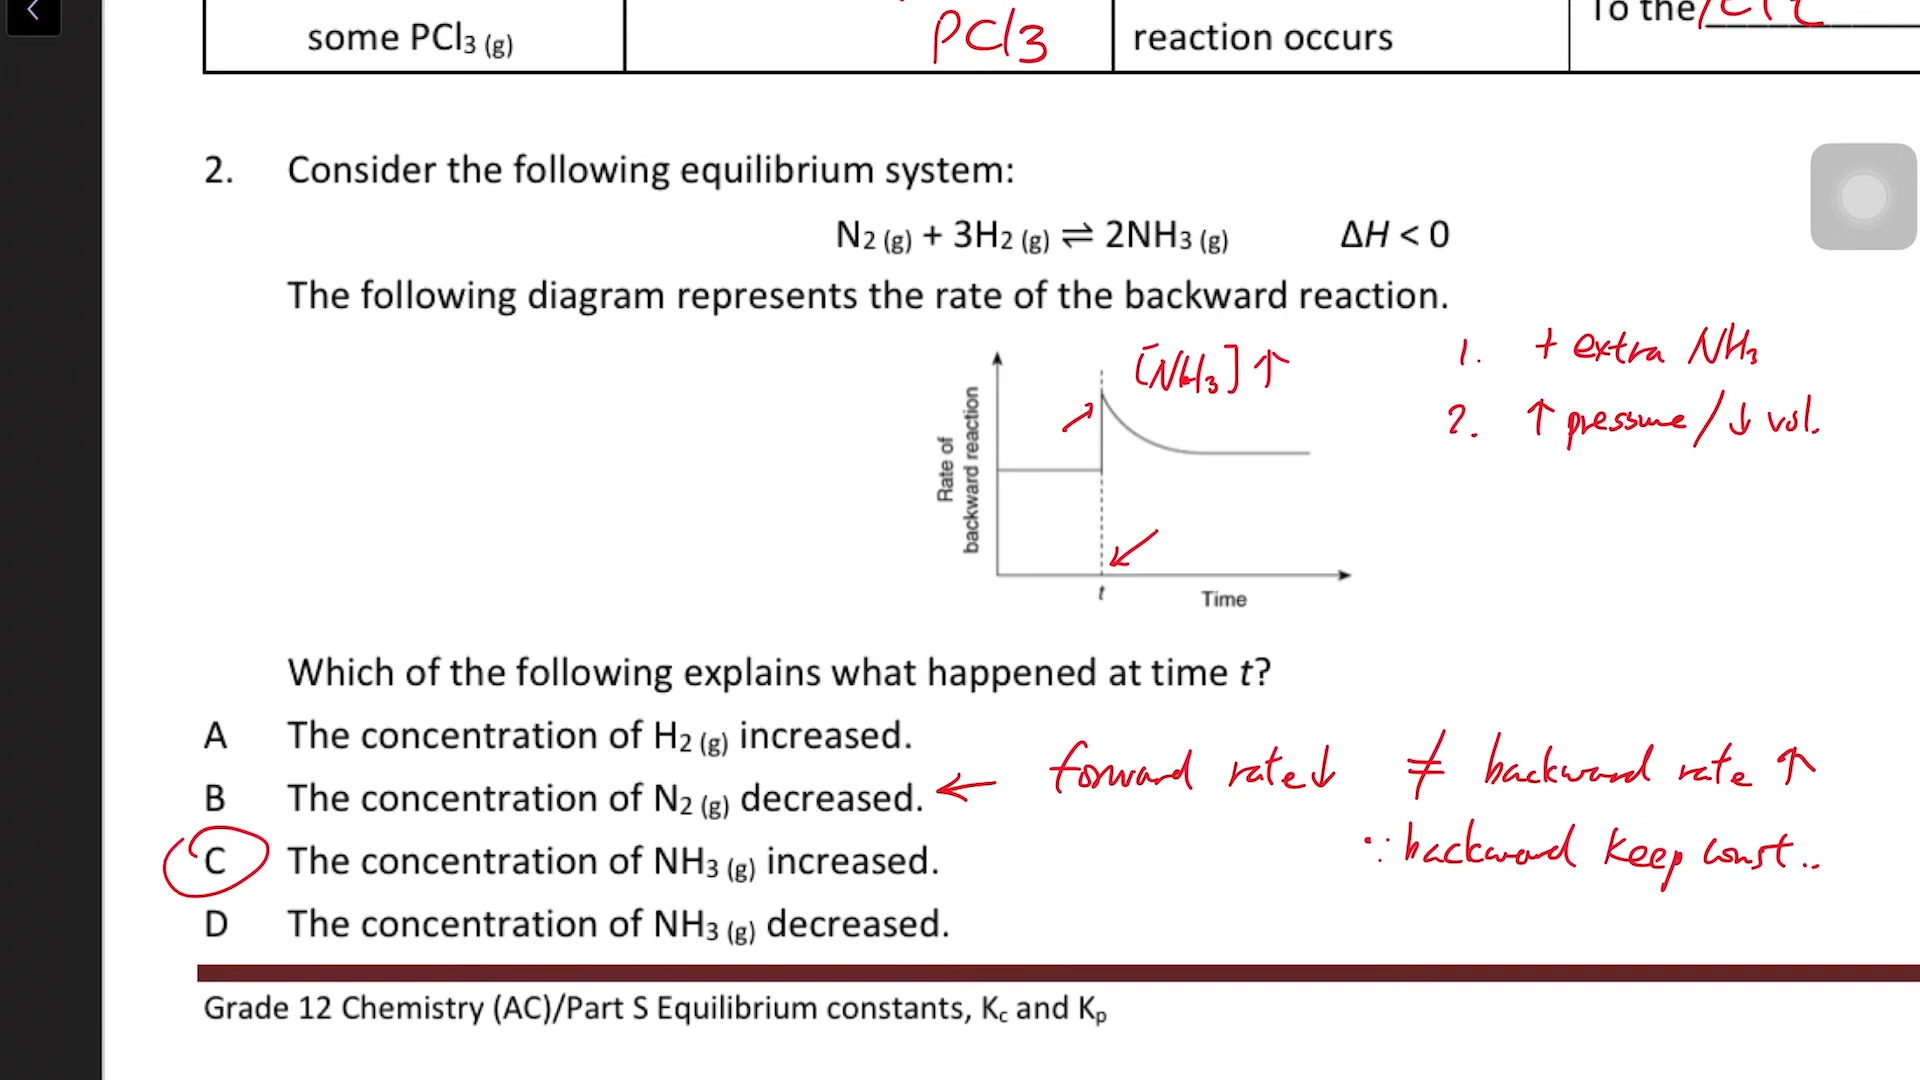 some PCl3 (g)
PCl3
reaction occurs
To the
2. Consider the following equilibrium system:
N2 (g) + 3H2 (g) ⇌ 2NH3 (g) ΔH < 0
The following diagram represents the rate of the backward reaction.
[NH3] ↑
1. + extra NH3
2. ↑ pressure / ↓ vol.
Rate of
backward reaction
t
Time
Which of the following explains what happened at time t?
A The concentration of H2 (g) increased.
B The concentration of N2 (g) decreased. ← forward rate ↓ ≠ backward rate ↑
∵ backward keep const..
C The concentration of NH3 (g) increased.
D The concentration of NH3 (g) decreased.
Grade 12 Chemistry (AC)/Part S Equilibrium constants, Kc and Kp